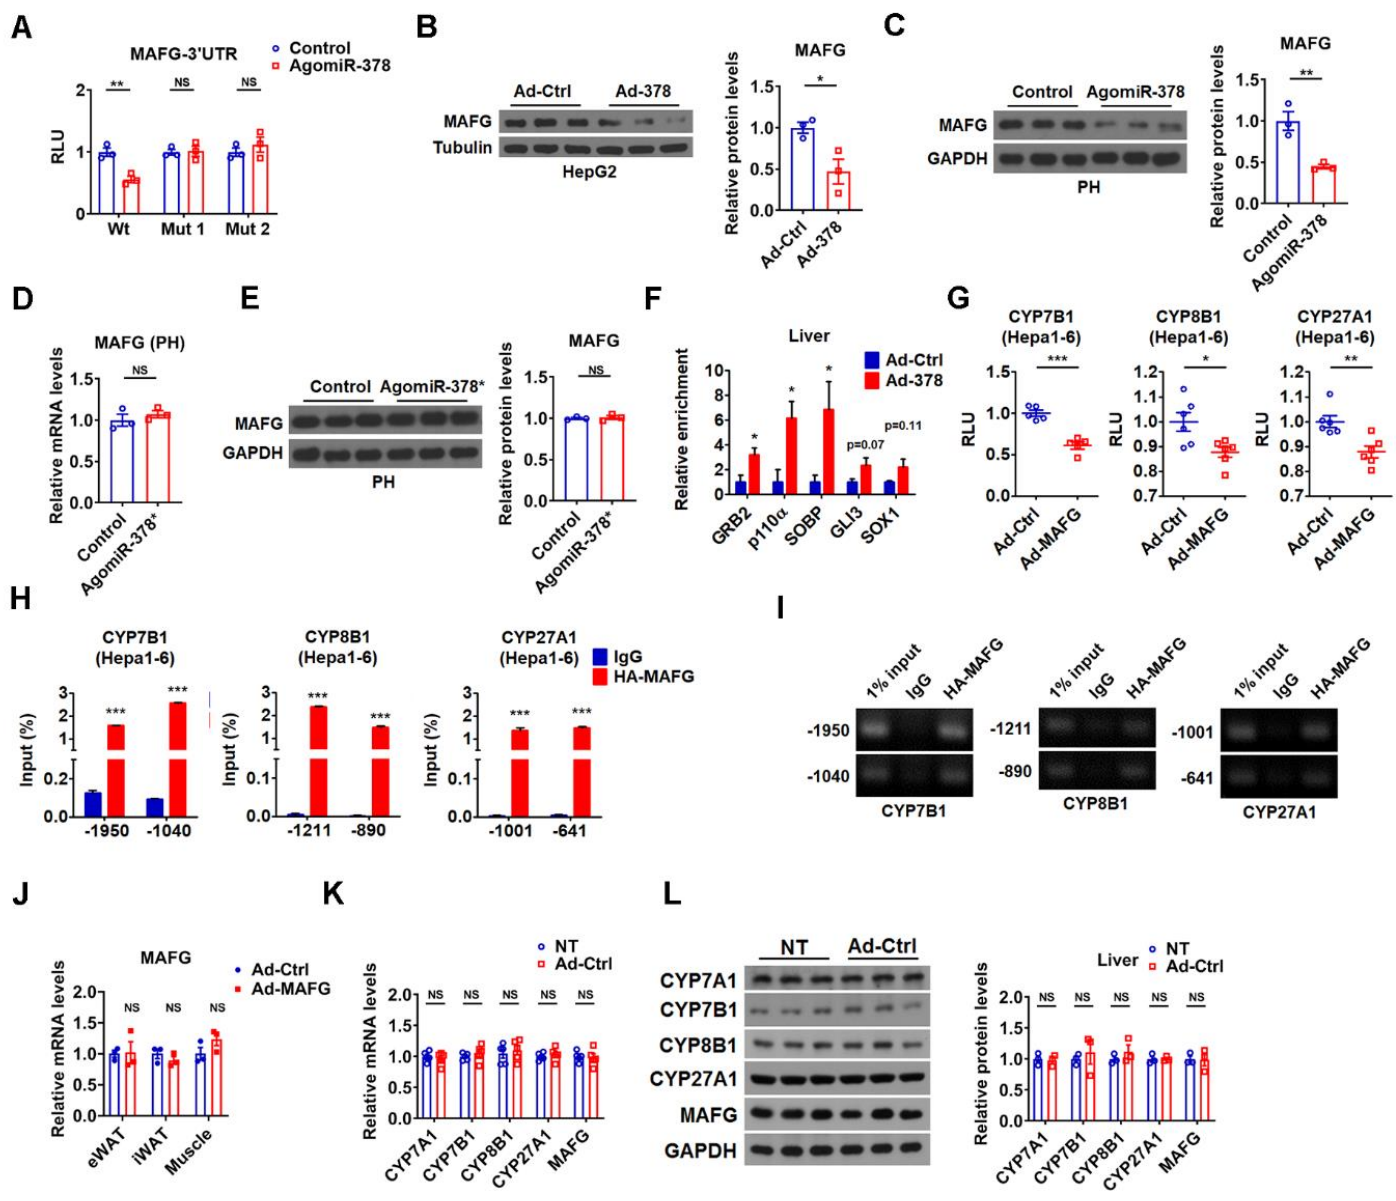 A
MAFG-3'UTR
Control
AgomiR-378
RLU
2
1
0
**
NS
NS
Wt
Mut 1
Mut 2
B
Ad-Ctrl
Ad-378
MAFG
Tubulin
HepG2
MAFG
Relative protein levels
1.5
1.0
0.5
0.0
*
Ad-Ctrl
Ad-378
C
Control
AgomiR-378
MAFG
GAPDH
PH
MAFG
Relative protein levels
1.5
1.0
0.5
0.0
**
Control
AgomiR-378
D
MAFG (PH)
Relative mRNA levels
1.5
1.0
0.5
0.0
NS
Control
AgomiR-378*
E
Control
AgomiR-378*
MAFG
GAPDH
PH
MAFG
Relative protein levels
1.5
1.0
0.5
0.0
NS
Control
AgomiR-378*
F
Liver
Ad-Ctrl
Ad-378
Relative enrichment
10
8
6
4
2
0
*
*
*
p=0.07
p=0.11
GRB2
p110α
SOBP
GLI3
SOX1
G
CYP7B1
(Hepa1-6)
***
RLU
1.5
1.0
0.5
0.0
Ad-Ctrl
Ad-MAFG
CYP8B1
(Hepa1-6)
*
RLU
1.2
1.1
1.0
0.9
0.8
0.7
Ad-Ctrl
Ad-MAFG
CYP27A1
(Hepa1-6)
**
RLU
1.2
1.1
1.0
0.9
0.8
0.7
Ad-Ctrl
Ad-MAFG
H
CYP7B1
(Hepa1-6)
Input (%)
3
2
1
0.2
0.0
***
***
-1950
-1040
CYP8B1
(Hepa1-6)
Input (%)
3
2
1
0.1
0.0
***
***
-1211
-890
CYP27A1
(Hepa1-6)
Input (%)
3
2
1
0.1
0.0
***
***
-1001
-641
IgG
HA-MAFG
I
1% input
IgG
HA-MAFG
-1950
-1040
CYP7B1
1% input
IgG
HA-MAFG
-1211
-890
CYP8B1
1% input
IgG
HA-MAFG
-1001
-641
CYP27A1
J
MAFG
Ad-Ctrl
Ad-MAFG
Relative mRNA levels
2.0
1.5
1.0
0.5
0.0
NS
NS
NS
eWAT
iWAT
Muscle
K
NT
Ad-Ctrl
Relative mRNA levels
2.0
1.5
1.0
0.5
0.0
NS
NS
NS
NS
NS
CYP7A1
CYP7B1
CYP8B1
CYP27A1
MAFG
L
NT
Ad-Ctrl
CYP7A1
CYP7B1
CYP8B1
CYP27A1
MAFG
GAPDH
Liver
NT
Ad-Ctrl
Relative protein levels
2.0
1.5
1.0
0.5
0.0
NS
NS
NS
NS
NS
CYP7A1
CYP7B1
CYP8B1
CYP27A1
MAFG